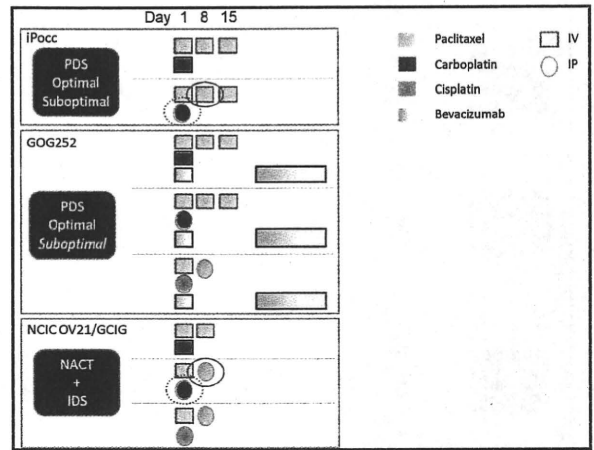 Day 1 8 15
iPocc
PDS
Optimal
Suboptimal
GOG252
PDS
Optimal
Suboptimal
NCIC OV21/GCIG
NACT
+
IDS
Paclitaxel
Carboplatin
Cisplatin
Bevacizumab
IV
IP